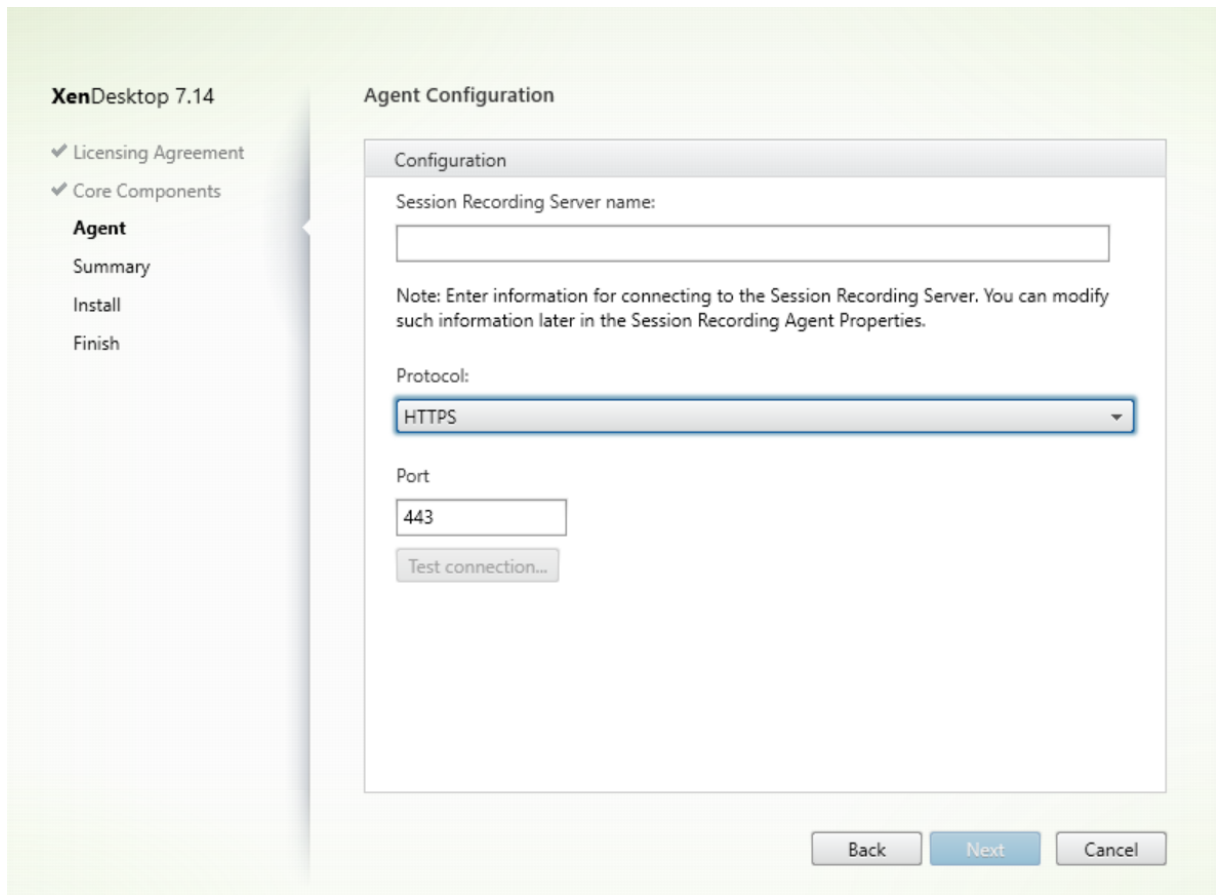 XenDesktop 7.14
Licensing Agreement
Core Components
Agent
Summary
Install
Finish
Agent Configuration
Configuration
Session Recording Server name:
Note: Enter information for connecting to the Session Recording Server. You can modify
such information later in the Session Recording Agent Properties.
Protocol:
HTTPS
Port
443
Test connection...
Back
Next
Cancel